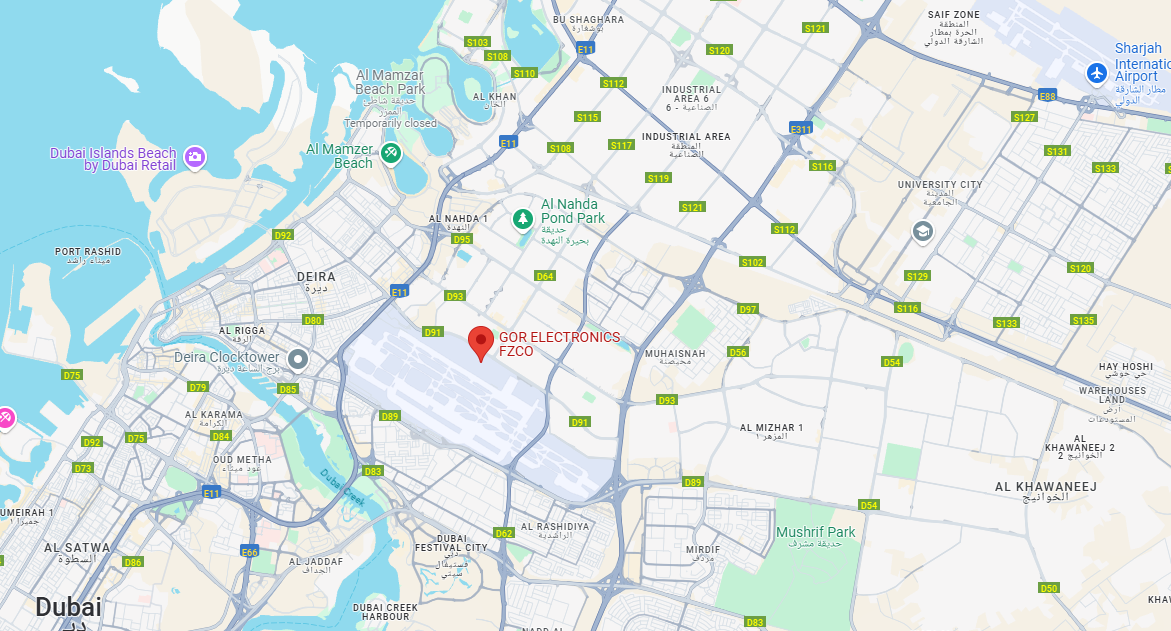 BU SHAGHARA
بوشغارة
SAIF ZONE
المنطقة
الحرة بمطار
الشارقة الدولي
S121
S103
S108
E11
S120
S110
Sharjah
Internatic
Airport
مطار الشارقة
الدولي
Al Mamzar
Beach Park
حديقة شاطئ
الممزر
Temporarily closed
S112
AL KHAN
الخان
INDUSTRIAL
AREA 6
الصناعية - 6
E88
S115
S127
E311
INDUSTRIAL AREA
المنطقة
الصناعية
E11
S108
S117
Al Mamzer
Beach
Dubai Islands Beach
by Dubai Retail
S131
S116
S133
S119
UNIVERSITY CITY
المدينة
الجامعية
Al Nahda
Pond Park
حديقة
بحيرة النهدة
S121
AL NAHDA 1
النهدة
S112
D92
D95
PORT RASHID
ميناء راشد
S102
S120
DEIRA
ديرة
D64
S129
E11
D93
D97
S116
D80
S133
S135
AL RIGGA
الرقة
D91
GOR ELECTRONICS
FZCO
Deira Clocktower
برج الساعة ديرة
MUHAISNAH
محيصنة
D56
D54
D75
HAY HOSHI
حي حوشي
D79
D85
WAREHOUSES
LAND
أرض
المستودعات
D93
AL KARAMA
الكرامة
D89
D91
D84
AL MIZHAR 1
المزهر ١
D92
D75
AL
KHAWANEEJ 2
الخوانيج 2
OUD METHA
عود ميثاء
D73
D83
Dubai Creek
D89
AL KHAWANEEJ
الخوانيج
E11
D54
UMEIRAH 1
جميرا ١
AL RASHIDIYA
الراشدية
D62
Mushrif Park
حديقة مشرف
AL SATWA
السطوة
E66
D86
DUBAI
FESTIVAL CITY
دبي
فستيفال
سيتي
MIRDIF
مردف
AL JADDAF
الجداف
D50
Dubai
دبي
DUBAI CREEK
HARBOUR
KHAW
D83